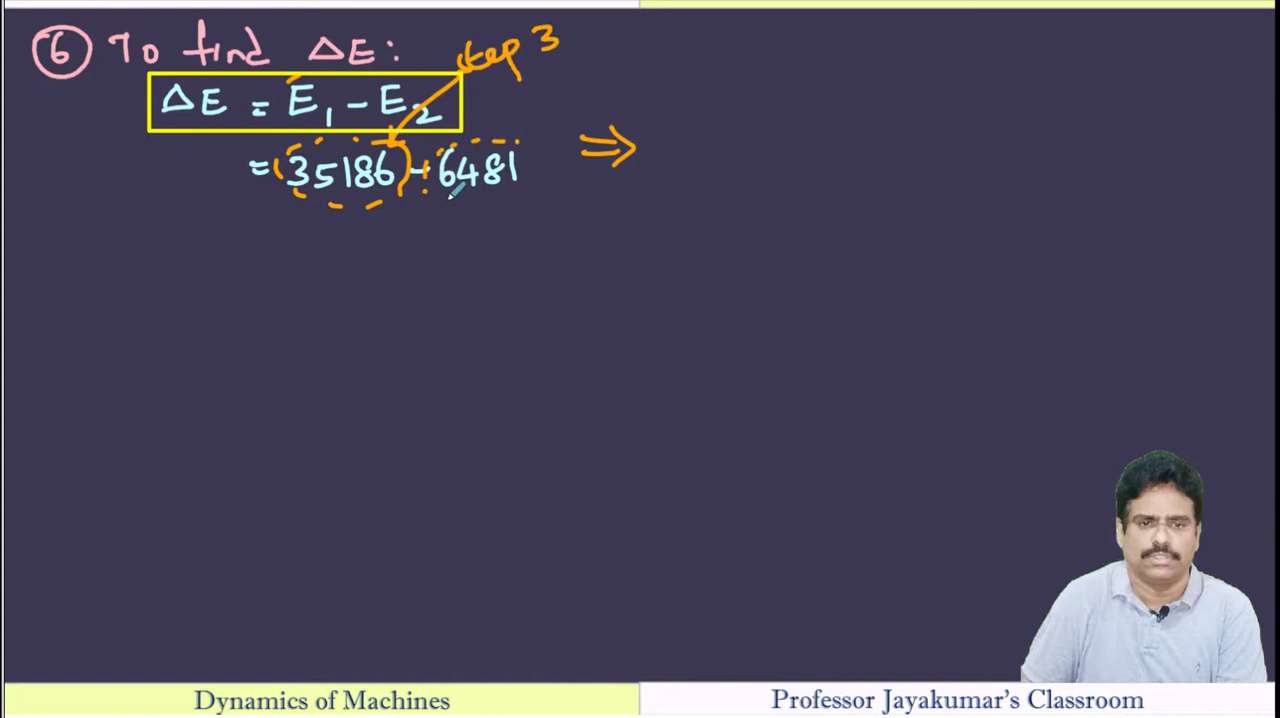 ⑥ To find ΔE:
step 3
ΔE = E₁ - E₂
= (35186) - 6481 ⇒
Dynamics of Machines
Professor Jayakumar's Classroom